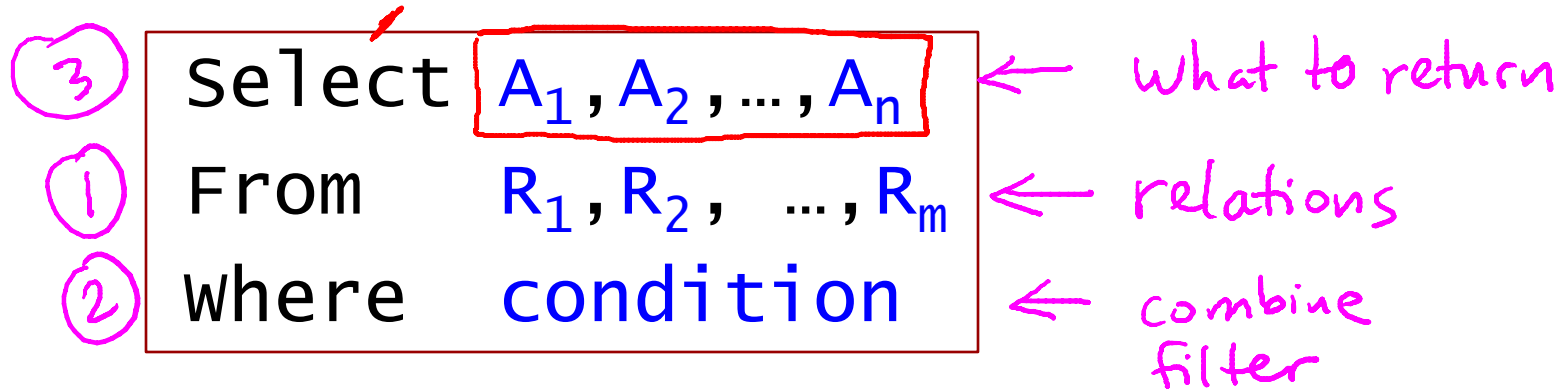 ③ Select A₁,A₂,…,Aₙ ← What to return
① From R₁,R₂, …,Rₘ ← relations
② Where condition ← combine
filter